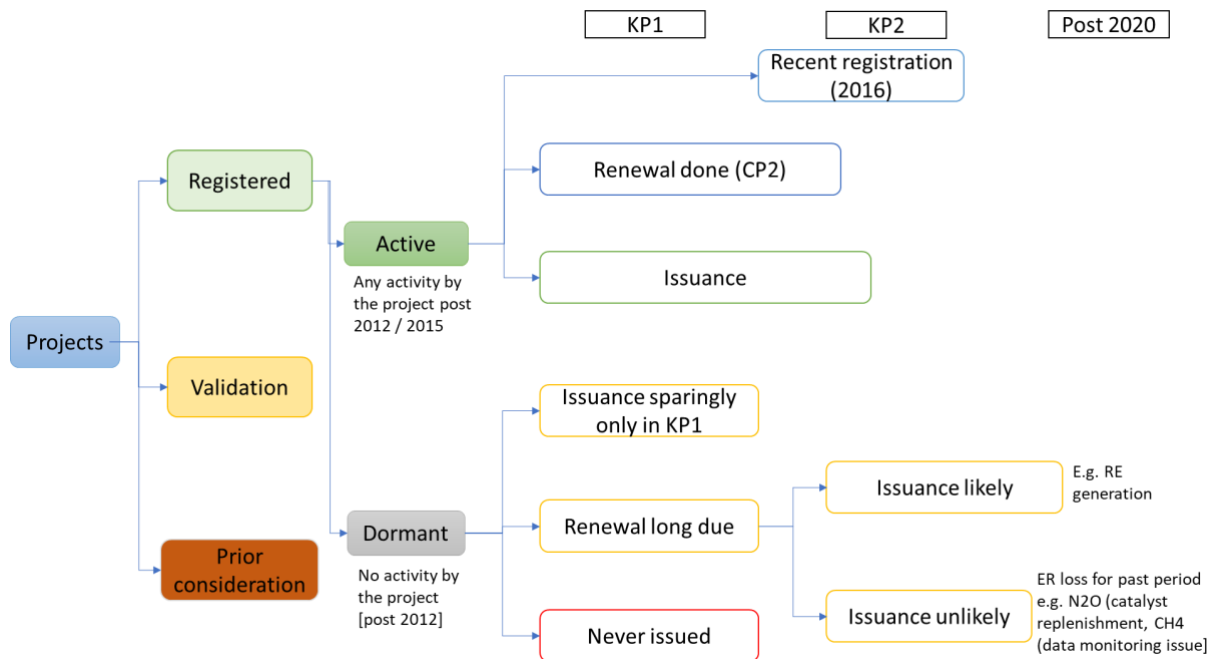 KP1
KP2
Post 2020
Recent registration
(2016)
Registered
Renewal done (CP2)
Active
Issuance
Any activity by
the project post
2012 / 2015
Projects
Validation
Issuance sparingly
only in KP1
Issuance likely
E.g. RE
generation
Dormant
Renewal long due
Prior
consideration
No activity by
the project
[post 2012]
Issuance unlikely
ER loss for past period
e.g. N2O (catalyst
replenishment, CH4
(data monitoring issue]
Never issued